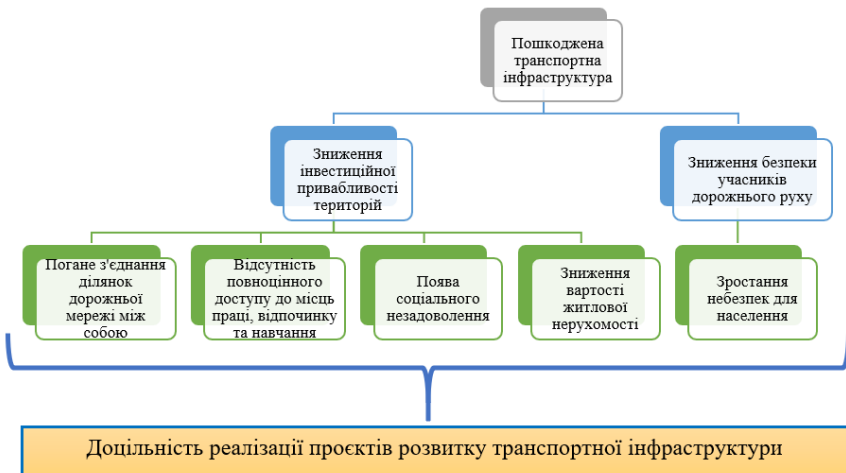 Пошкоджена
транспортна
інфраструктура
Зниження
інвестиційної
привабливості
територій
Зниження безпеки
учасників
дорожнього руху
Погане з'єднання
ділянок
дорожньої
мережі між
собою
Відсутність
повноцінного
доступу до місць
праці, відпочинку
та навчання
Поява
соціального
незадоволення
Зниження
вартості
житлової
нерухомості
Зростання
небезпек для
населення
Доцільність реалізації проєктів розвитку транспортної інфраструктури